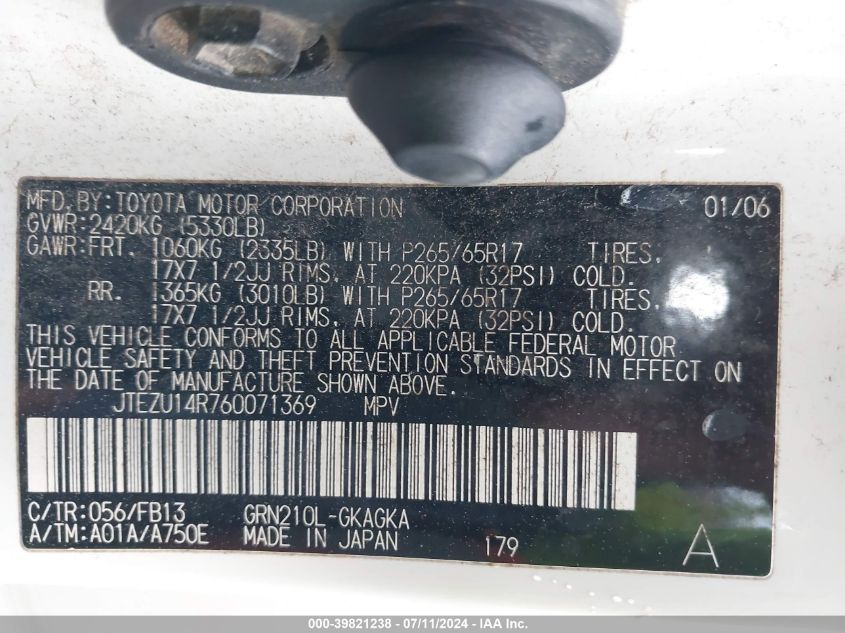 MFD. BY: TOYOTA MOTOR CORPORATION 01/06
GVWR: 2420KG (5330LB)
GAWR: FRT. 1060KG (2335LB) WITH P265/65R17 TIRES,
17X7 1/2JJ RIMS, AT 220KPA (32PSI) COLD.
RR. 1365KG (3010LB) WITH P265/65R17 TIRES,
17X7 1/2JJ RIMS, AT 220KPA (32PSI) COLD.
THIS VEHICLE CONFORMS TO ALL APPLICABLE FEDERAL MOTOR
VEHICLE SAFETY AND THEFT PREVENTION STANDARDS IN EFFECT ON
THE DATE OF MANUFACTURE SHOWN ABOVE.
JTEZU14R760071369 MPV
C/TR: 056/FB13 GRN210L-GKAGKA
A/TM: A01A/A750E MADE IN JAPAN 179 A
000-39821238 - 07/11/2024 - IAA Inc.